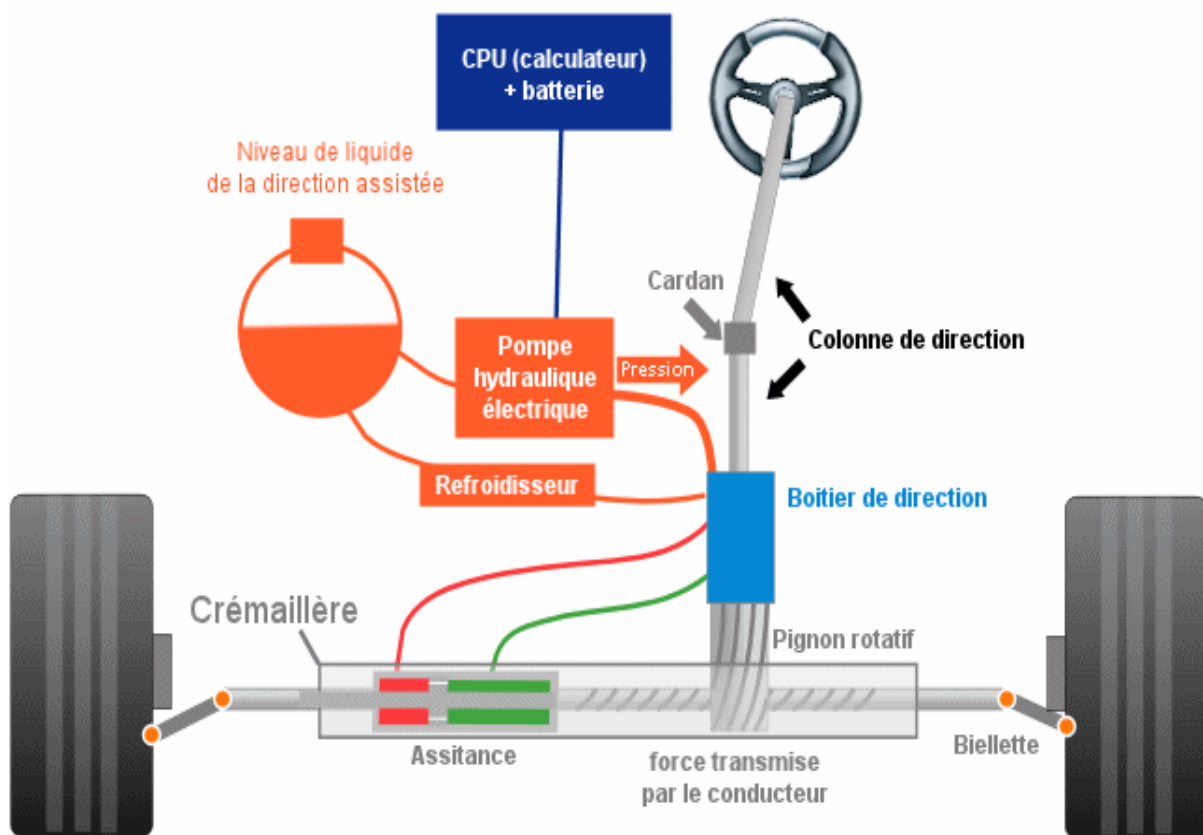 CPU (calculateur)
+ batterie
Niveau de liquide
de la direction assistée
Cardan
Colonne de direction
Pompe
hydraulique
électrique
Pression
Refroidisseur
Boitier de direction
Crémaillère
Pignon rotatif
Assitance
force transmise
par le conducteur
Biellette